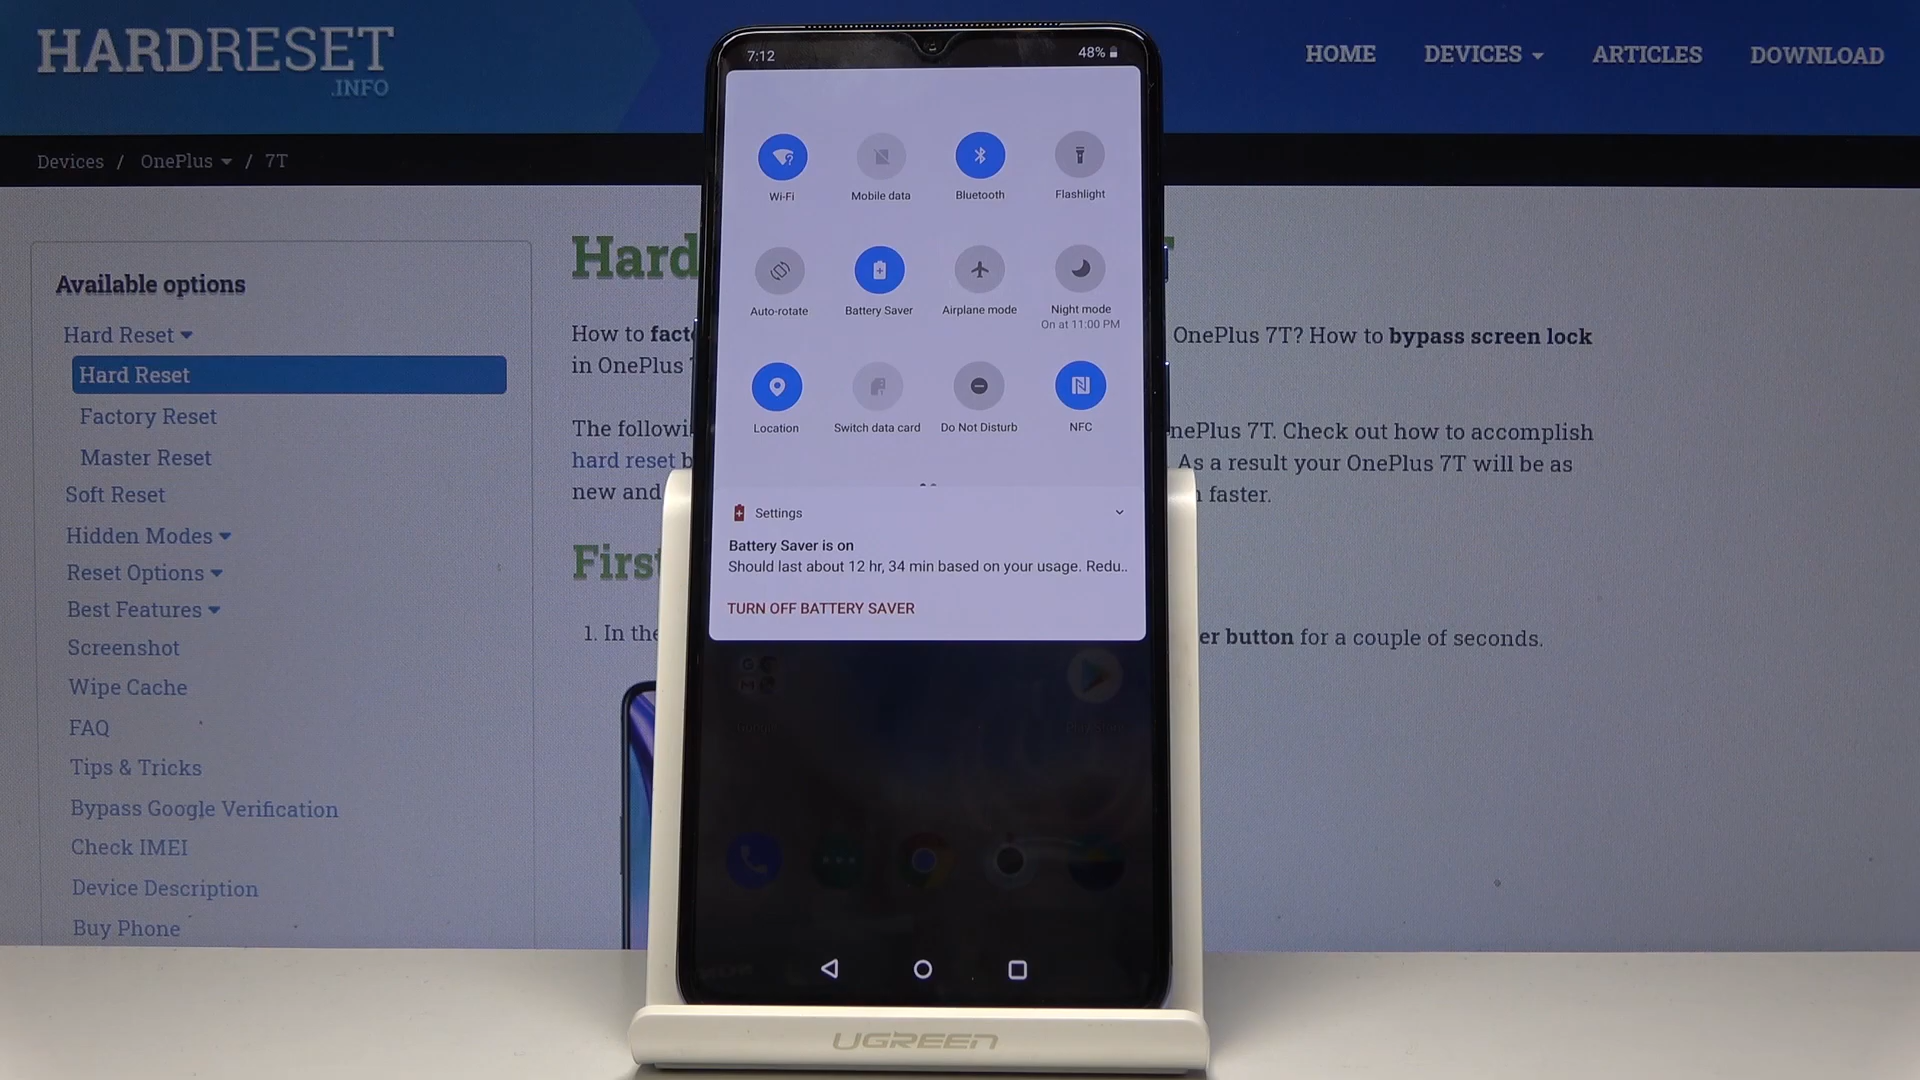 HARDRESET
.INFO
HOME DEVICES ARTICLES DOWNLOAD
Devices / OnePlus / 7T
Available options
Hard Reset
Hard Reset
Factory Reset
Master Reset
Soft Reset
Hidden Modes
Reset Options
Best Features
Screenshot
Wipe Cache
FAQ
Tips & Tricks
Bypass Google Verification
Check IMEI
Device Description
Buy Phone
Hard
How to
OnePlus 7T? How to bypass screen lock
in OnePlus
nePlus 7T. Check out how to accomplish
hard reset
As a result your OnePlus 7T will be as
new and
faster.
First
1. In the
er button for a couple of seconds.
7:12 48%
Wi-Fi Mobile data Bluetooth Flashlight
Auto-rotate Battery Saver Airplane mode Night mode
On at 11:00 PM
Location Switch data card Do Not Disturb NFC
Settings
Battery Saver is on
Should last about 12 hr, 34 min based on your usage. Redu..
TURN OFF BATTERY SAVER
UGREEN